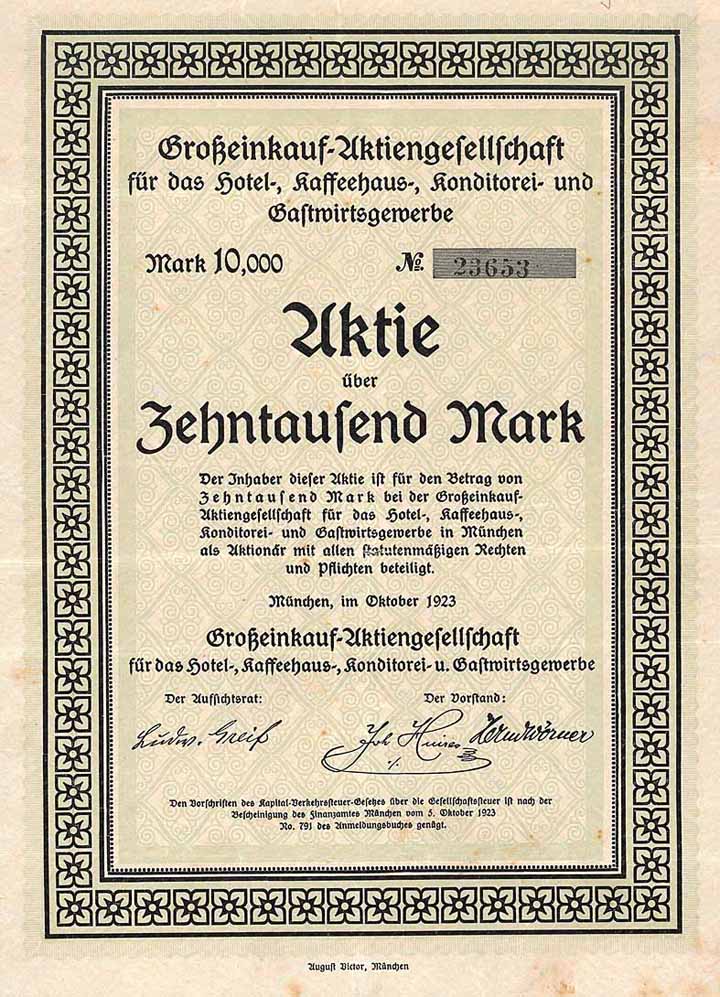 Großeinkauf-Aktiengesellschaft
für das Hotel-, Kaffeehaus-, Konditorei- und
Gastwirtsgewerbe
Mark 10,000 No. 23653
Aktie
über
Zehntausend Mark
Der Inhaber dieser Aktie ist für den Betrag von
Zehntausend Mark bei der Großeinkauf-
Aktiengesellschaft für das Hotel-, Kaffeehaus-,
Konditorei- und Gastwirtsgewerbe in München
als Aktionär mit allen statutenmäßigen Rechten
und Pflichten beteiligt.
München, im Oktober 1923
Großeinkauf-Aktiengesellschaft
für das Hotel-, Kaffeehaus-, Konditorei- u. Gastwirtsgewerbe
Der Aufsichtsrat: Der Vorstand:
Ludw. Greif
Den Vorschriften des Kapital-Verkehrssteuer-Gesetzes über die Gesellschaftssteuer ist nach der
Bescheinigung des Finanzamtes München vom 5. Oktober 1923
No. 791 des Anmeldungsbuches genügt.
August Victor, München